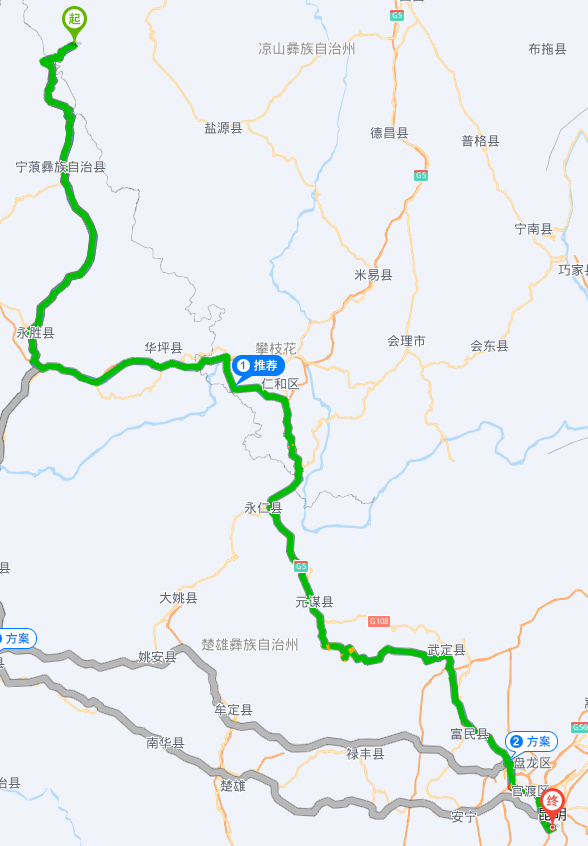 起
G5
凉山彝族自治州
布拖县
盐源县
德昌县
普格县
宁蒗彝族自治县
G5
宁南县
巧家县
米易县
永胜县
华坪县
攀枝花
会理市
会东县
1 推荐
仁和区
永仁县
G5
县
大姚县
元谋县
G108
方案
楚雄彝族自治州
武定县
姚安县
县
牟定县
富民县
2 方案
G56
南华县
禄丰县
盘龙区
治县
楚雄
官渡区
终
安宁
昆明